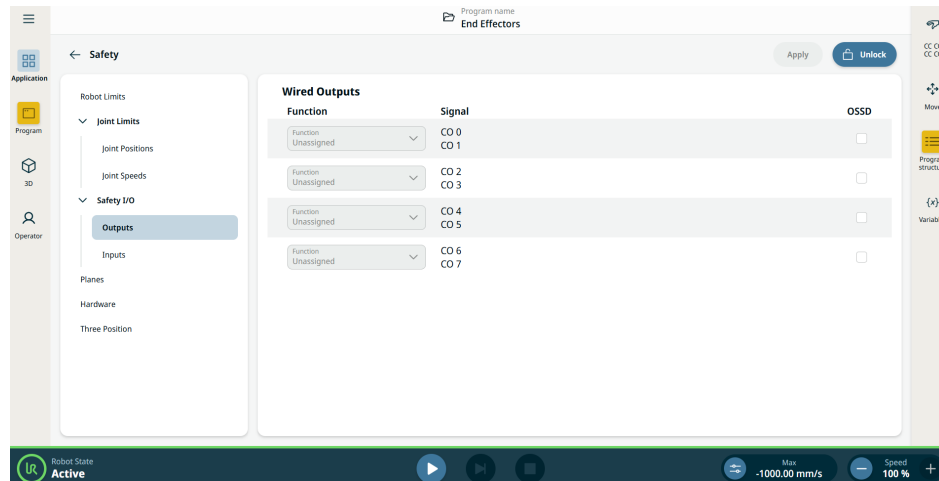 Program name
End Effectors
Safety
Apply
Unlock
Application
Program
3D
Operator
Robot Limits
Joint Limits
Joint Positions
Joint Speeds
Safety I/O
Outputs
Inputs
Planes
Hardware
Three Position
Wired Outputs
Function Signal OSSD
Function
Unassigned
CO 0
CO 1
Function
Unassigned
CO 2
CO 3
Function
Unassigned
CO 4
CO 5
Function
Unassigned
CO 6
CO 7
Move
{x}
UR
Robot State
Active
Max
-1000.00 mm/s
Speed
100 %